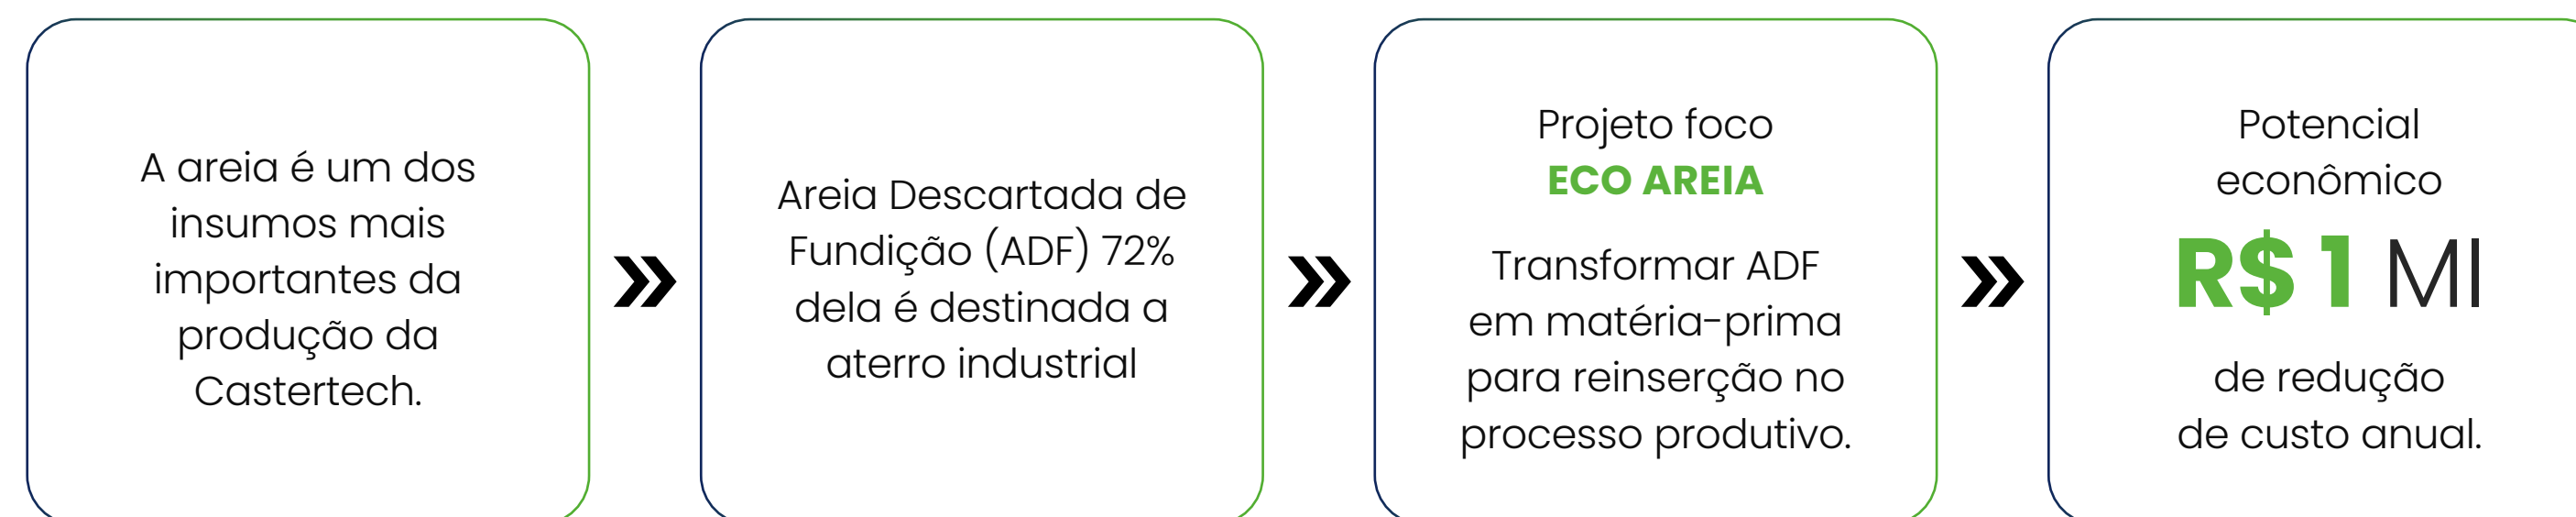 A areia é um dos
insumos mais
importantes da
produção da
Castertech.
Areia Descartada de
Fundição (ADF) 72%
dela é destinada a
aterro industrial
Projeto foco
ECO AREIA
Transformar ADF
em matéria-prima
para reinserção no
processo produtivo.
Potencial
econômico
R$ 1 MI
de redução
de custo anual.